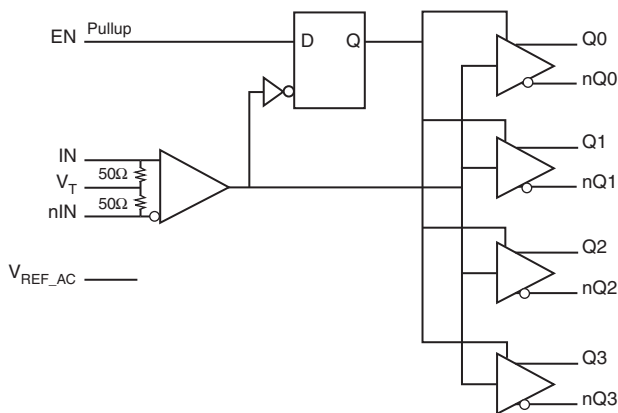 EN Pullup
D Q
Q0
nQ0
IN
50Ω
V_T
50Ω
nIN
V_REF_AC
Q1
nQ1
Q2
nQ2
Q3
nQ3